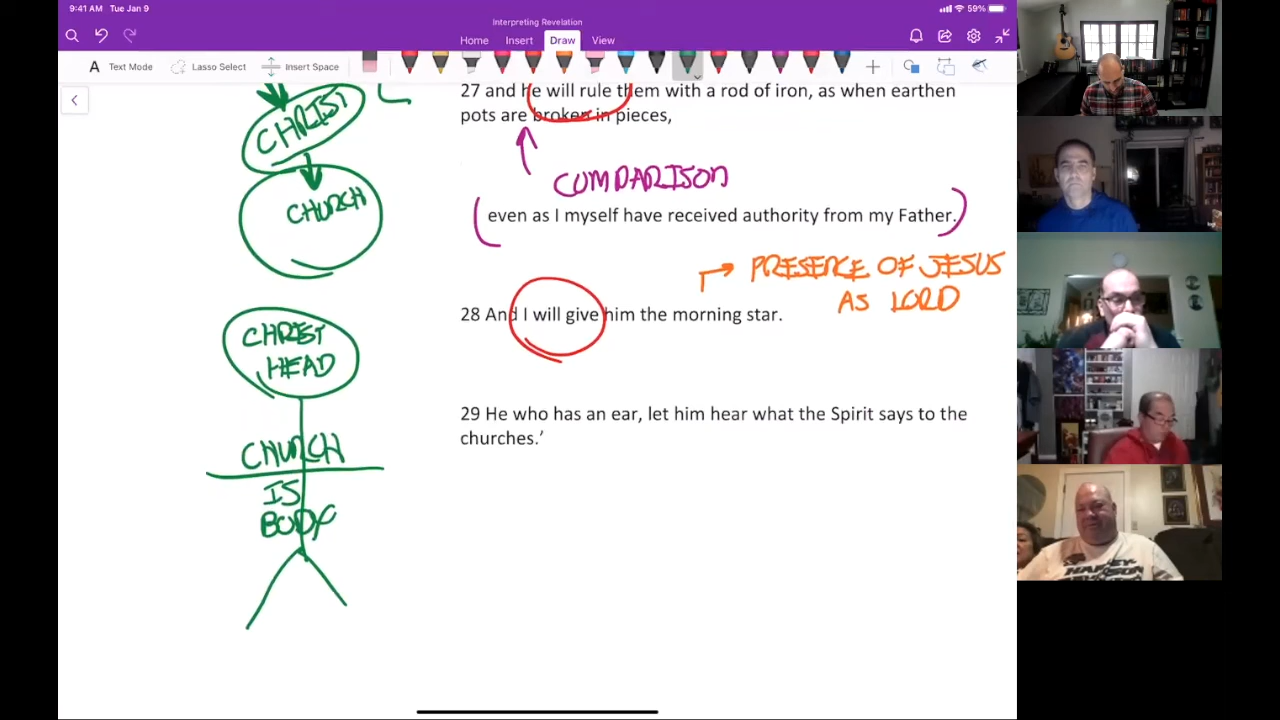 9:41 AM Tue Jan 9
59%
Interpreting Revelation
Home Insert Draw View
Text Mode Lasso Select Insert Space
27 and he will rule them with a rod of iron, as when earthen
pots are broken in pieces,
CHRIST
COMPARISON
CHURCH
even as I myself have received authority from my Father.
PRESENCE OF JESUS
AS LORD
28 And I will give him the morning star.
CHRIST
HEAD
29 He who has an ear, let him hear what the Spirit says to the
churches.’
CHURCH
IS
BODY
HARLEY